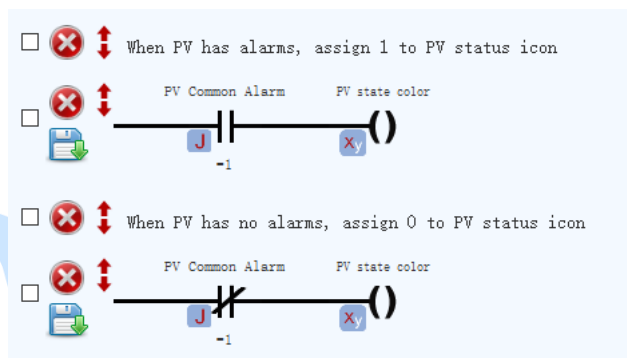 When PV has alarms, assign 1 to PV status icon
PV Common Alarm PV state color
J xy
-1
When PV has no alarms, assign 0 to PV status icon
PV Common Alarm PV state color
J xy
-1